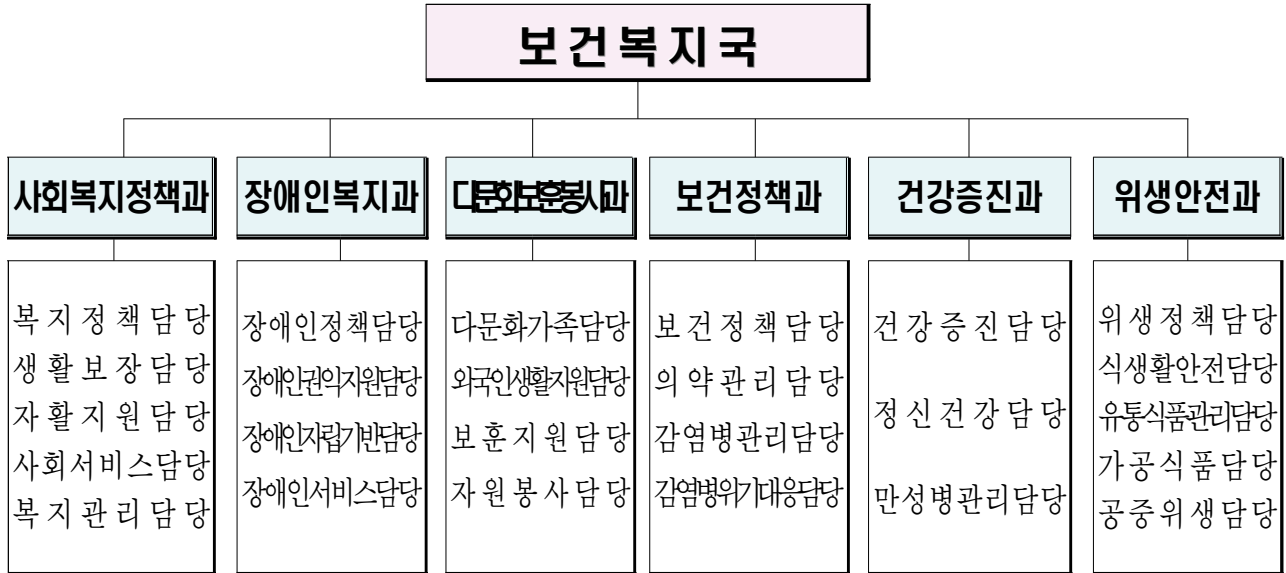 보건복지국
사회복지정책과
장애인복지과
다문화보훈봉사과
보건정책과
건강증진과
위생안전과
복지정책담당
생활보장담당
자활지원담당
사회서비스담당
복지관리담당
장애인정책담당
장애인권익지원담당
장애인자립기반담당
장애인서비스담당
다문화가족담당
외국인생활지원담당
보훈지원담당
자원봉사담당
보건정책담당
의약관리담당
감염병관리담당
감염병위기대응담당
건강증진담당
정신건강담당
만성병관리담당
위생정책담당
식생활안전담당
유통식품관리담당
가공식품담당
공중위생담당